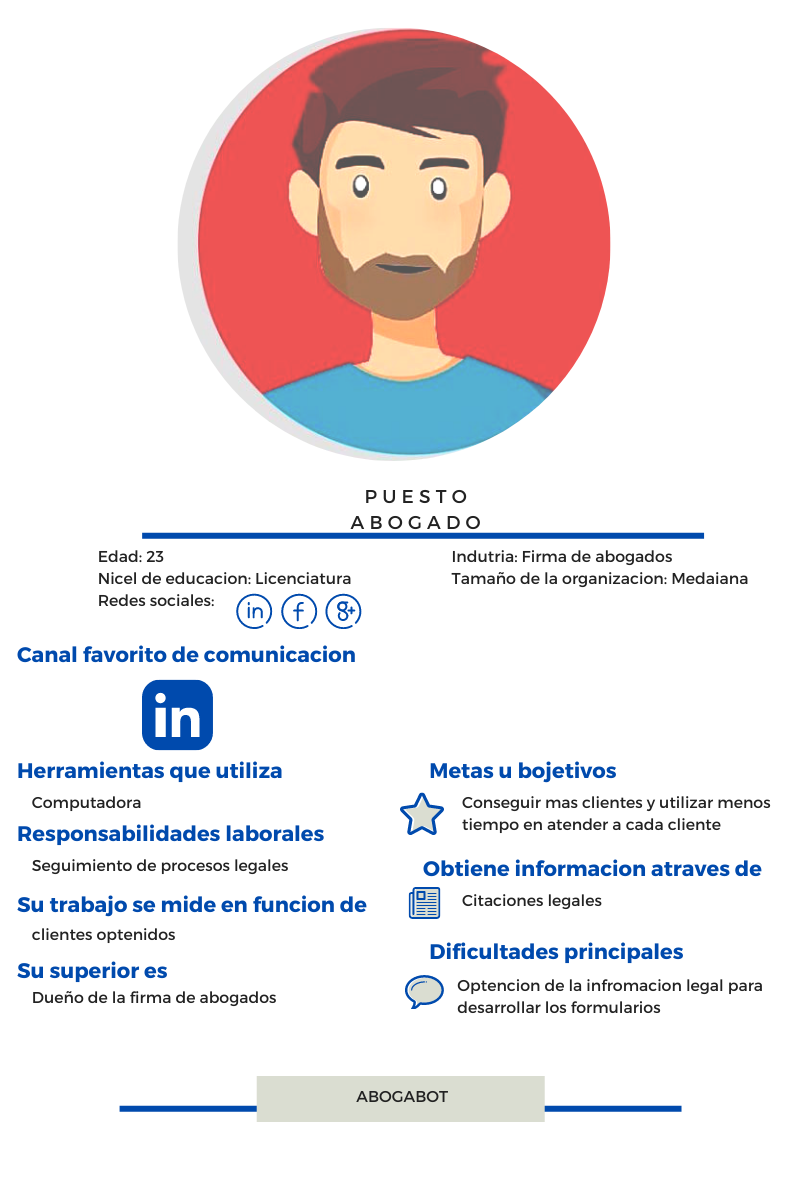 PUESTO
ABOGADO
Edad: 23
Nicel de educacion: Licenciatura
Redes sociales:
in f g+
Indutria: Firma de abogados
Tamaño de la organizacion: Medaiana
Canal favorito de comunicacion
in
Herramientas que utiliza
Computadora
Responsabilidades laborales
Seguimiento de procesos legales
Su trabajo se mide en funcion de
clientes optenidos
Su superior es
Dueño de la firma de abogados
Metas u bojetivos
Conseguir mas clientes y utilizar menos
tiempo en atender a cada cliente
Obtiene informacion atraves de
Citaciones legales
Dificultades principales
Optencion de la infromacion legal para
desarrollar los formularios
ABOGABOT